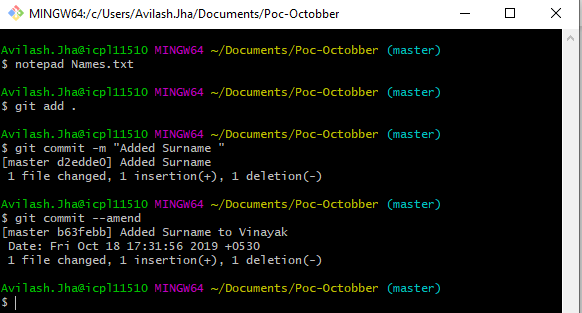 MINGW64:/c/Users/Avilash.Jha/Documents/Poc-Octobber
Avilash.Jha@icpl11510 MINGW64 ~/Documents/Poc-Octobber (master)
$ notepad Names.txt
Avilash.Jha@icpl11510 MINGW64 ~/Documents/Poc-Octobber (master)
$ git add .
Avilash.Jha@icpl11510 MINGW64 ~/Documents/Poc-Octobber (master)
$ git commit -m "Added Surname "
[master d2edde0] Added Surname
 1 file changed, 1 insertion(+), 1 deletion(-)
Avilash.Jha@icpl11510 MINGW64 ~/Documents/Poc-Octobber (master)
$ git commit --amend
[master b63febb] Added Surname to Vinayak
 Date: Fri Oct 18 17:31:56 2019 +0530
 1 file changed, 1 insertion(+), 1 deletion(-)
Avilash.Jha@icpl11510 MINGW64 ~/Documents/Poc-Octobber (master)
$